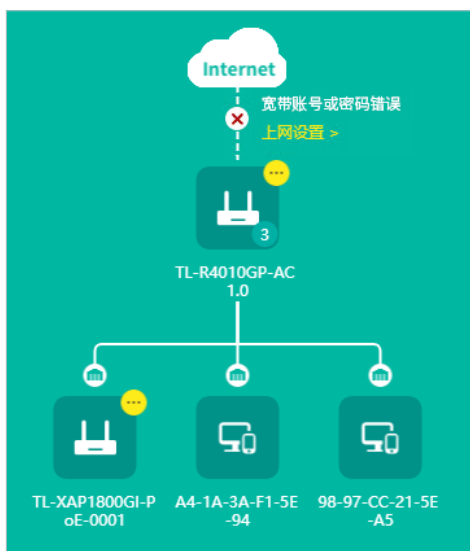 Internet
宽带账号或密码错误
上网设置 >
3
TL-R4010GP-AC
1.0
TL-XAP1800GI-P
oE-0001
A4-1A-3A-F1-5E
-94
98-97-CC-21-5E
-A5